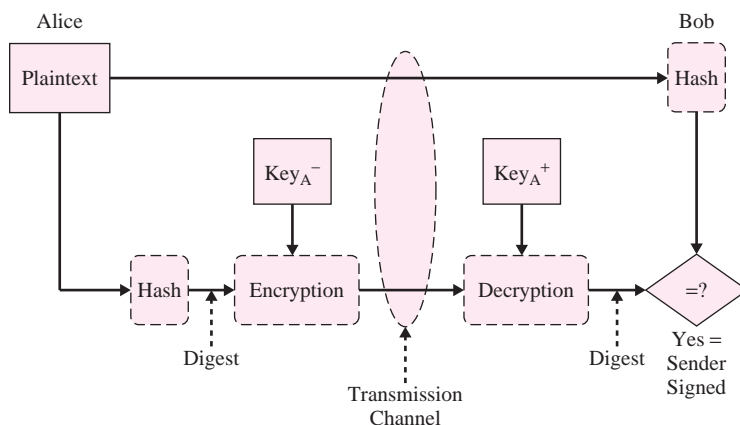 Alice
Bob
Plaintext
Hash
Key_A^−
Key_A^+
Hash
Encryption
Decryption
=?
Digest
Digest
Yes =
Sender
Signed
Transmission
Channel